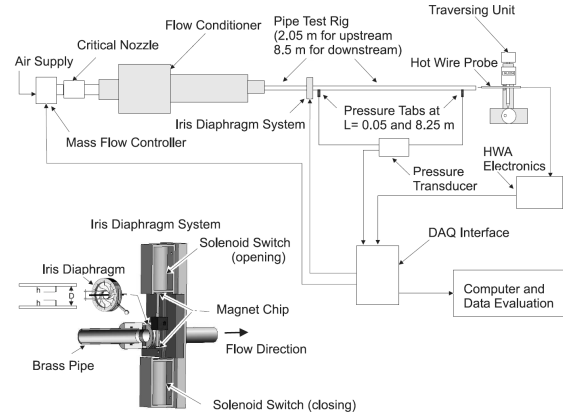 Traversing Unit
Flow Conditioner
Pipe Test Rig
(2.05 m for upstream
8.5 m for downstream)
Critical Nozzle
Air Supply
Hot Wire Probe
Iris Diaphragm System
Mass Flow Controller
Pressure Tabs at
L= 0.05 and 8.25 m
Pressure
Transducer
HWA
Electronics
DAQ Interface
Computer and
Data Evaluation
Iris Diaphragm System
Solenoid Switch
(opening)
Iris Diaphragm
h
D
h
Magnet Chip
Flow Direction
Brass Pipe
Solenoid Switch (closing)